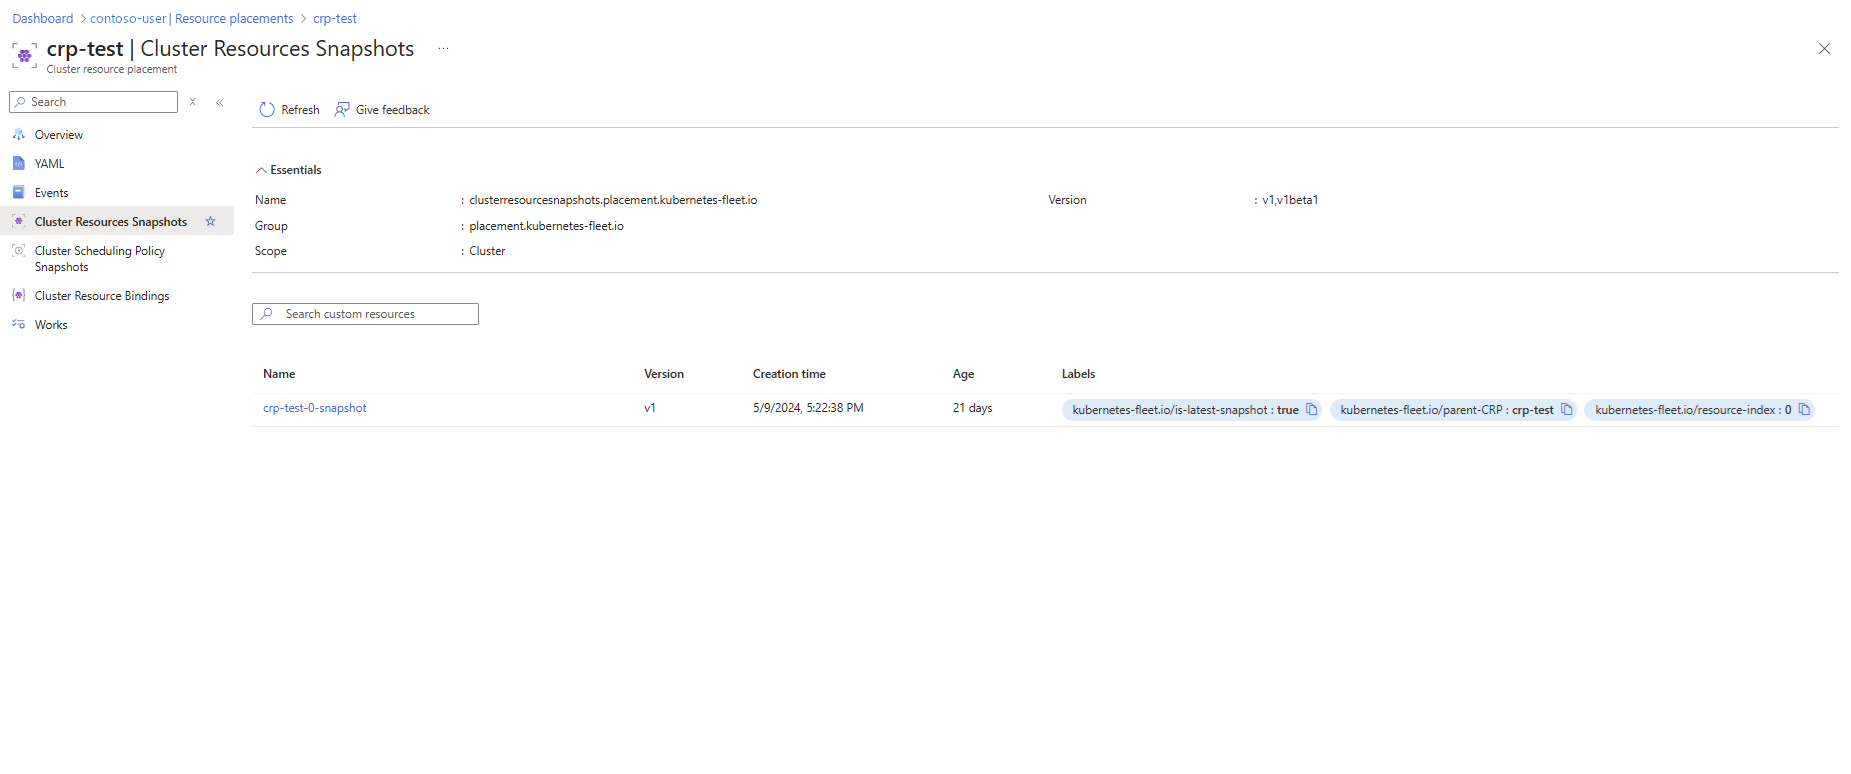 Dashboard > contoso-user | Resource placements > crp-test
crp-test | Cluster Resources Snapshots ...
Cluster resource placement
Search
Overview
YAML
Events
Cluster Resources Snapshots
Cluster Scheduling Policy
Snapshots
Cluster Resource Bindings
Works
Refresh Give feedback
Essentials
Name : clusterresourcesnapshots.placement.kubernetes-fleet.io Version : v1,v1beta1
Group : placement.kubernetes-fleet.io
Scope : Cluster
Search custom resources
Name Version Creation time Age Labels
crp-test-0-snapshot v1 5/9/2024, 5:22:38 PM 21 days kubernetes-fleet.io/is-latest-snapshot : true kubernetes-fleet.io/parent-CRP : crp-test kubernetes-fleet.io/resource-index : 0